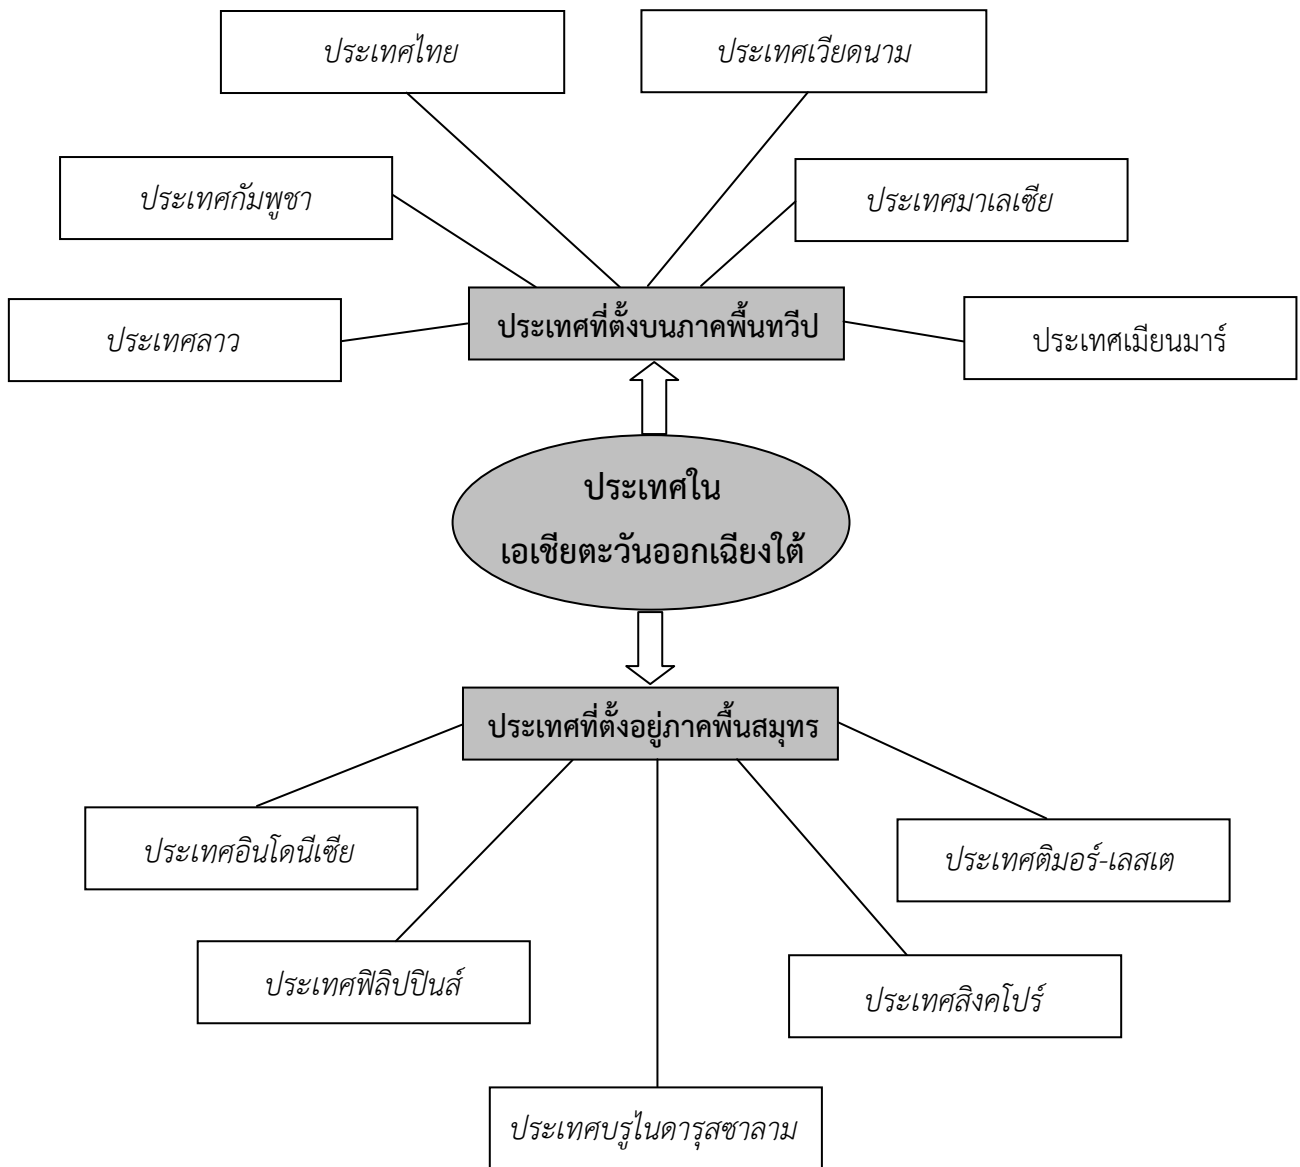 ประเทศไทย
ประเทศเวียดนาม
ประเทศกัมพูชา
ประเทศมาเลเซีย
ประเทศลาว
ประเทศที่ตั้งบนภาคพื้นทวีป
ประเทศเมียนมาร์
ประเทศใน
เอเชียตะวันออกเฉียงใต้
ประเทศที่ตั้งอยู่ภาคพื้นสมุทร
ประเทศอินโดนีเซีย
ประเทศติมอร์-เลสเต
ประเทศฟิลิปปินส์
ประเทศสิงคโปร์
ประเทศบรูไนดารุสซาลาม